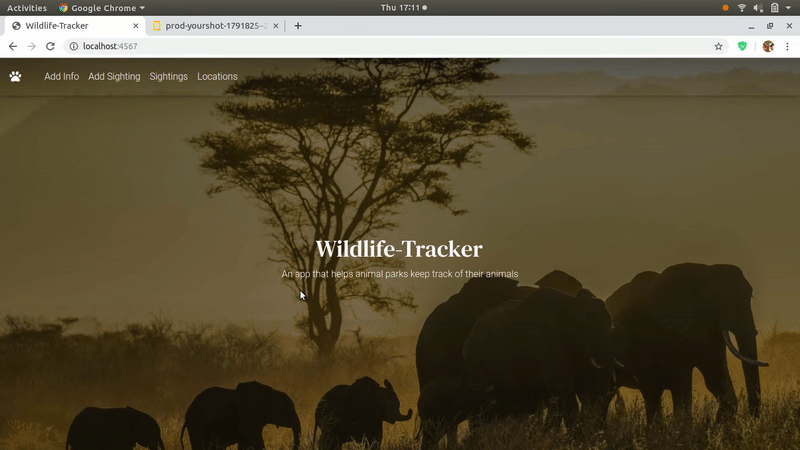 Activities Google Chrome Thu 17:11
Wildlife-Tracker prod-yourshot-1791825-2
localhost:4567
Add Info Add Sighting Sightings Locations
Wildlife-Tracker
An app that helps animal parks keep track of their animals